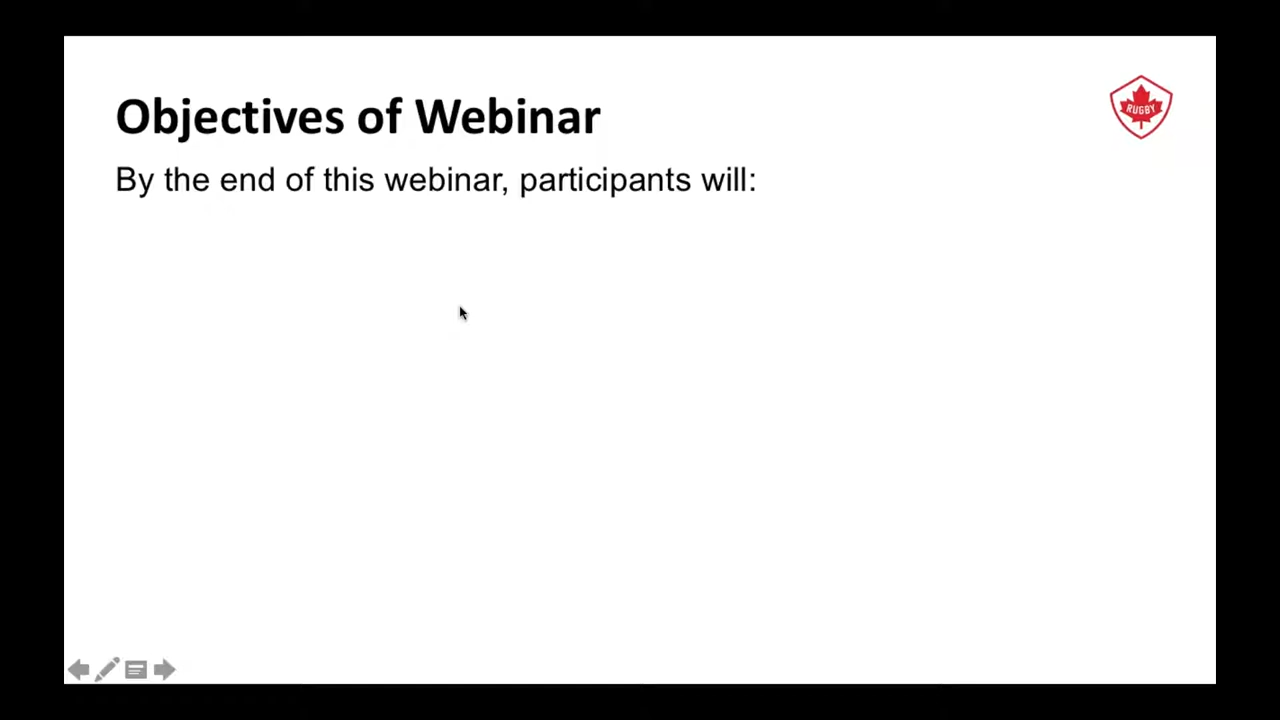 Objectives of Webinar
RUGBY
By the end of this webinar, participants will: